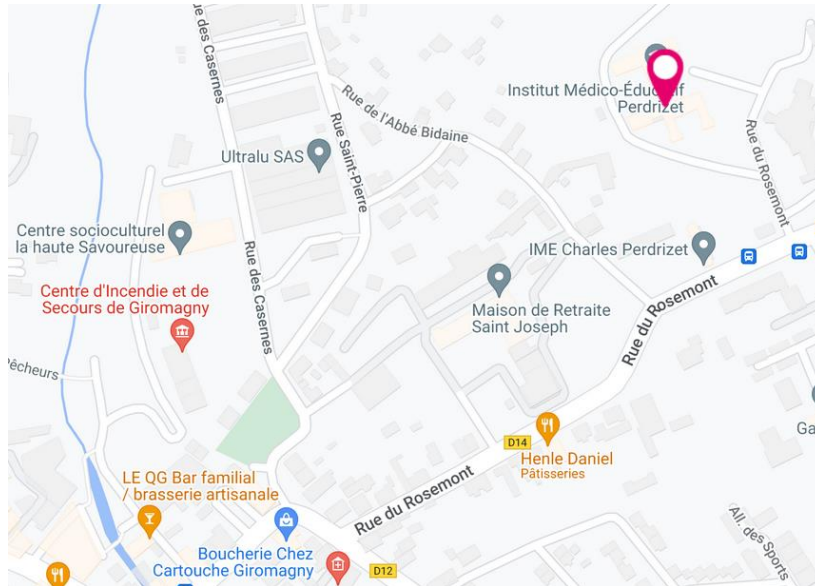 Rue des Casernes
Rue Saint-Pierre
Rue de l'Abbé Bidaine
Institut Médico-Éducatif
Perdrizet
Rue du Rosemont
Ultralu SAS
Centre socioculturel
la haute Savoureuse
Rue des Casernes
IME Charles Perdrizet
Centre d'Incendie et de
Secours de Giromagny
Maison de Retraite
Saint Joseph
Rue du Rosemont
Pêcheurs
Ga
D14
Henle Daniel
Pâtisseries
LE QG Bar familial
/ brasserie artisanale
Rue du Rosemont
All. des Sports
Boucherie Chez
Cartouche Giromagny
D12